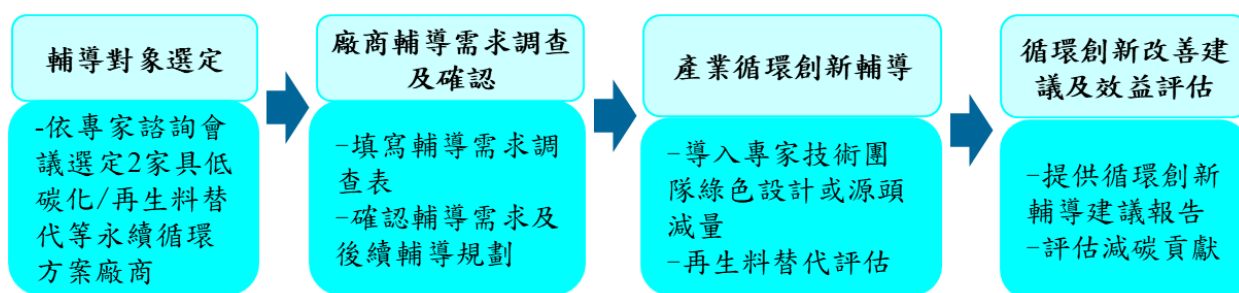 輔導對象選定
-依專家諮詢會
議選定2家具低
碳化/再生料替
代等永續循環
方案廠商
廠商輔導需求調查
及確認
-填寫輔導需求調
查表
-確認輔導需求及
後續輔導規劃
產業循環創新輔導
-導入專家技術團
隊綠色設計或源頭
減量
-再生料替代評估
循環創新改善建
議及效益評估
-提供循環創新
輔導建議報告
-評估減碳貢獻